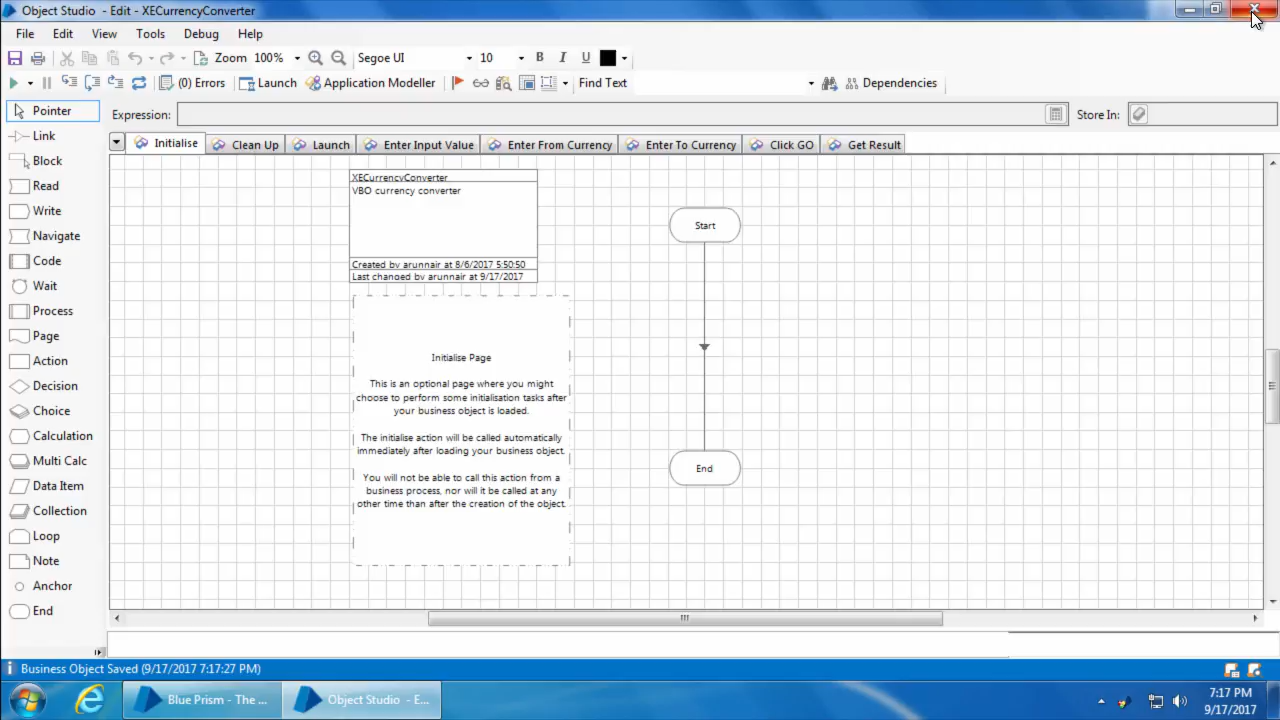 Object Studio - Edit - XECurrencyConverter
File Edit View Tools Debug Help
Zoom 100% Segoe UI 10 B I U
(0) Errors Launch Application Modeller Find Text Dependencies
Pointer
Expression: Store In:
Link
Initialise Clean Up Launch Enter Input Value Enter From Currency Enter To Currency Click GO Get Result
Block
Read
Write
Navigate
Code
Wait
Process
Page
Action
Decision
Choice
Calculation
Multi Calc
Data Item
Collection
Loop
Note
Anchor
End
XECurrencyConverter
VBO currency converter
Created by arunnair at 8/6/2017 5:50:50
Last changed by arunnair at 9/17/2017
Initialise Page
This is an optional page where you might
choose to perform some initialisation tasks after
your business object is loaded.
The initialise action will be called automatically
immediately after loading your business object.
You will not be able to call this action from a
business process, nor will it be called at any
other time than after the creation of the object.
Start
End
Business Object Saved (9/17/2017 7:17:27 PM)
Blue Prism - The ... Object Studio - E...
7:17 PM
9/17/2017